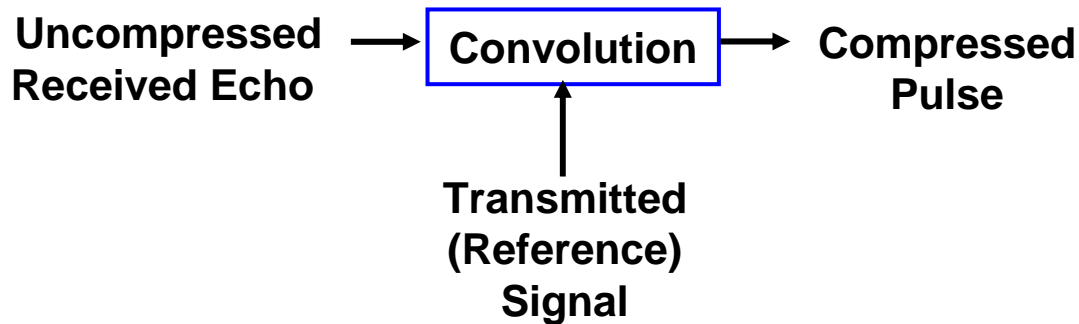 Uncompressed
Received Echo
Convolution
Compressed
Pulse
Transmitted
(Reference)
Signal